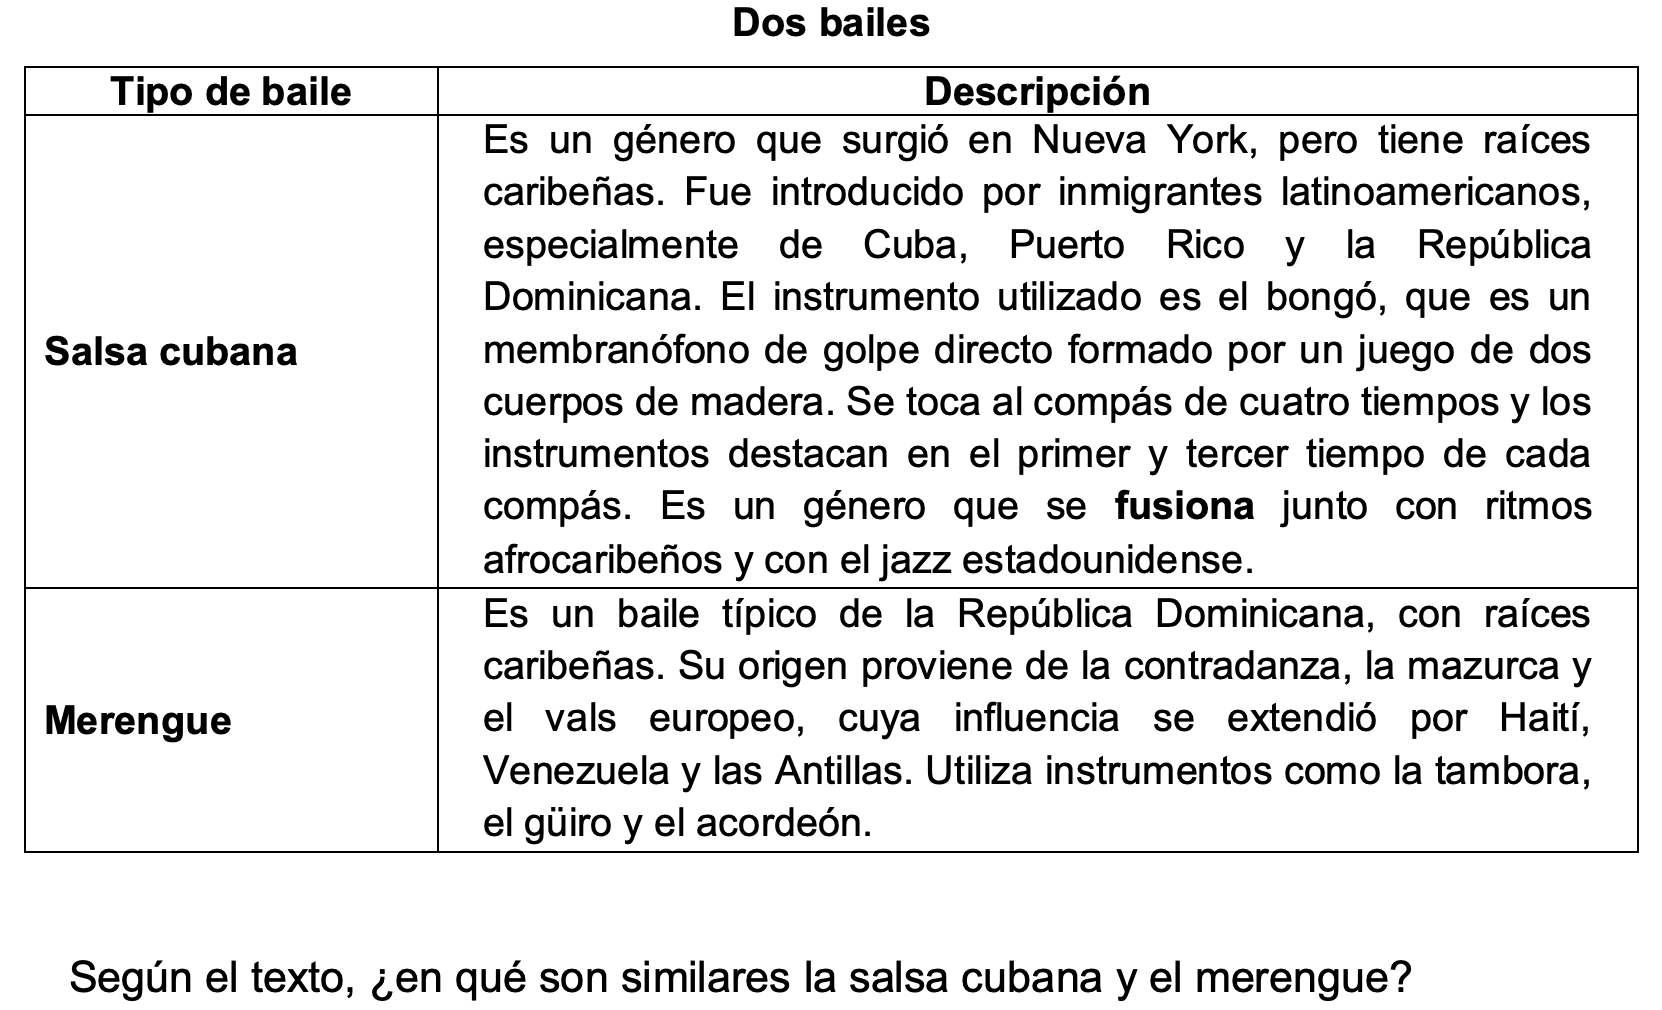 Dos bailes
Tipo de baile
Descripción
Salsa cubana
Es un género que surgió en Nueva York, pero tiene raíces
caribeñas. Fue introducido por inmigrantes latinoamericanos,
especialmente de Cuba, Puerto Rico y la República
Dominicana. El instrumento utilizado es el bongó, que es un
membranófono de golpe directo formado por un juego de dos
cuerpos de madera. Se toca al compás de cuatro tiempos y los
instrumentos destacan en el primer y tercer tiempo de cada
compás. Es un género que se fusiona junto con ritmos
afrocaribeños y con el jazz estadounidense.
Merengue
Es un baile típico de la República Dominicana, con raíces
caribeñas. Su origen proviene de la contradanza, la mazurca y
el vals europeo, cuya influencia se extendió por Haití,
Venezuela y las Antillas. Utiliza instrumentos como la tambora,
el güiro y el acordeón.
Según el texto, ¿en qué son similares la salsa cubana y el merengue?